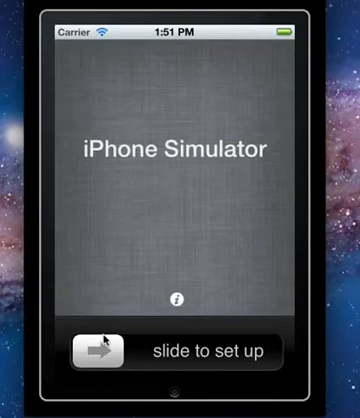 Carrier 1:51 PM
iPhone Simulator
i
slide to set up